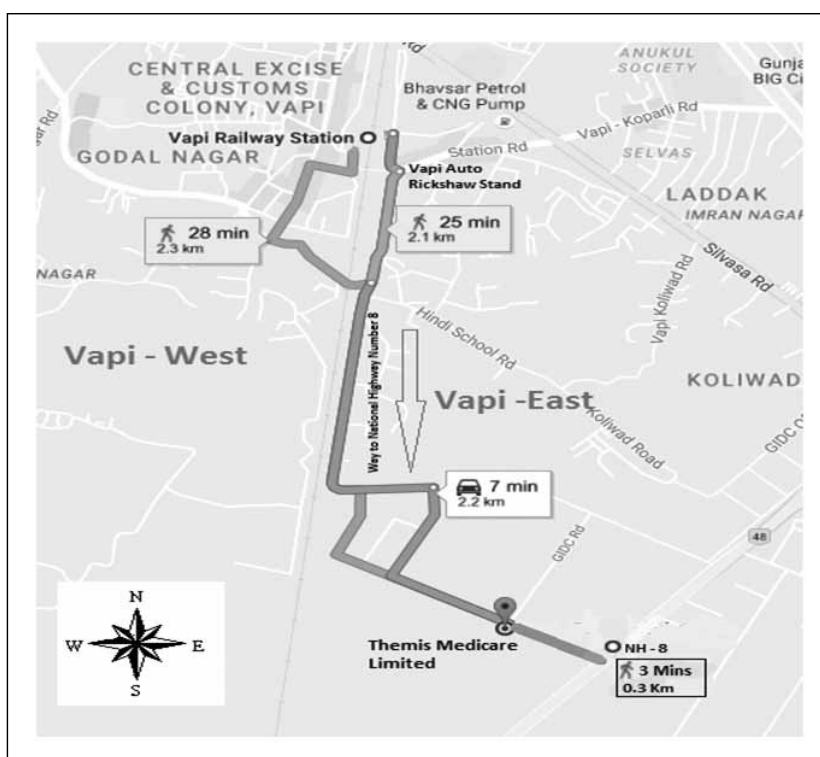 CENTRAL EXCISE
& CUSTOMS
COLONY, VAPI
Rd
ANUKUL
SOCIETY
Gunja
BIG Ci
Bhavsar Petrol
& CNG Pump
Vapi - Koparli Rd
Vapi Railway Station
Station Rd
SELVAS
GODAL NAGAR
Vapi Auto
Rickshaw Stand
LADDAK
IMRAN NAGAR
28 min
2.3 km
25 min
2.1 km
Silvasa Rd
NAGAR
Vapi Koliwad Rd
Hindi School Rd
Way to National Highway Number 8
Vapi - West
Vapi -East
KOLIWAD
Koliwad Road
GIDC
7 min
2.2 km
GIDC Rd
48
N
W E
S
Themis Medicare
Limited
NH - 8
3 Mins
0.3 Km